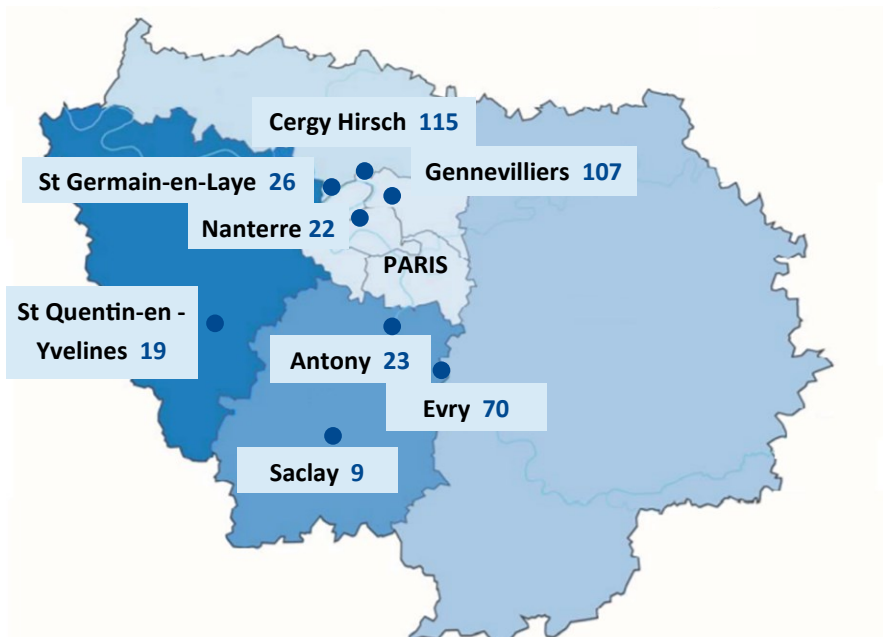 Cergy Hirsch 115
St Germain-en-Laye 26
Gennevilliers 107
Nanterre 22
PARIS
St Quentin-en -
Yvelines 19
Antony 23
Evry 70
Saclay 9